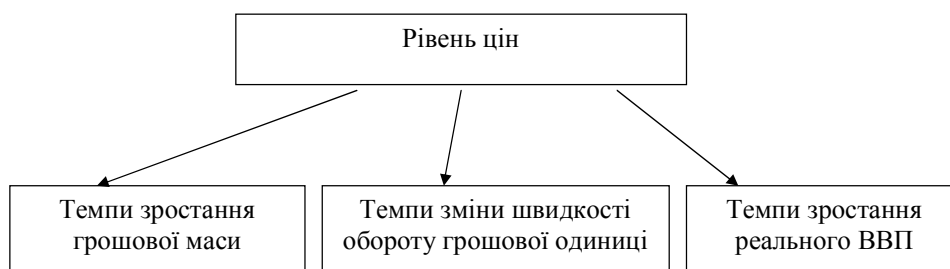 Рівень цін
Темпи зростання
грошової маси
Темпи зміни швидкості
обороту грошової одиниці
Темпи зростання
реального ВВП